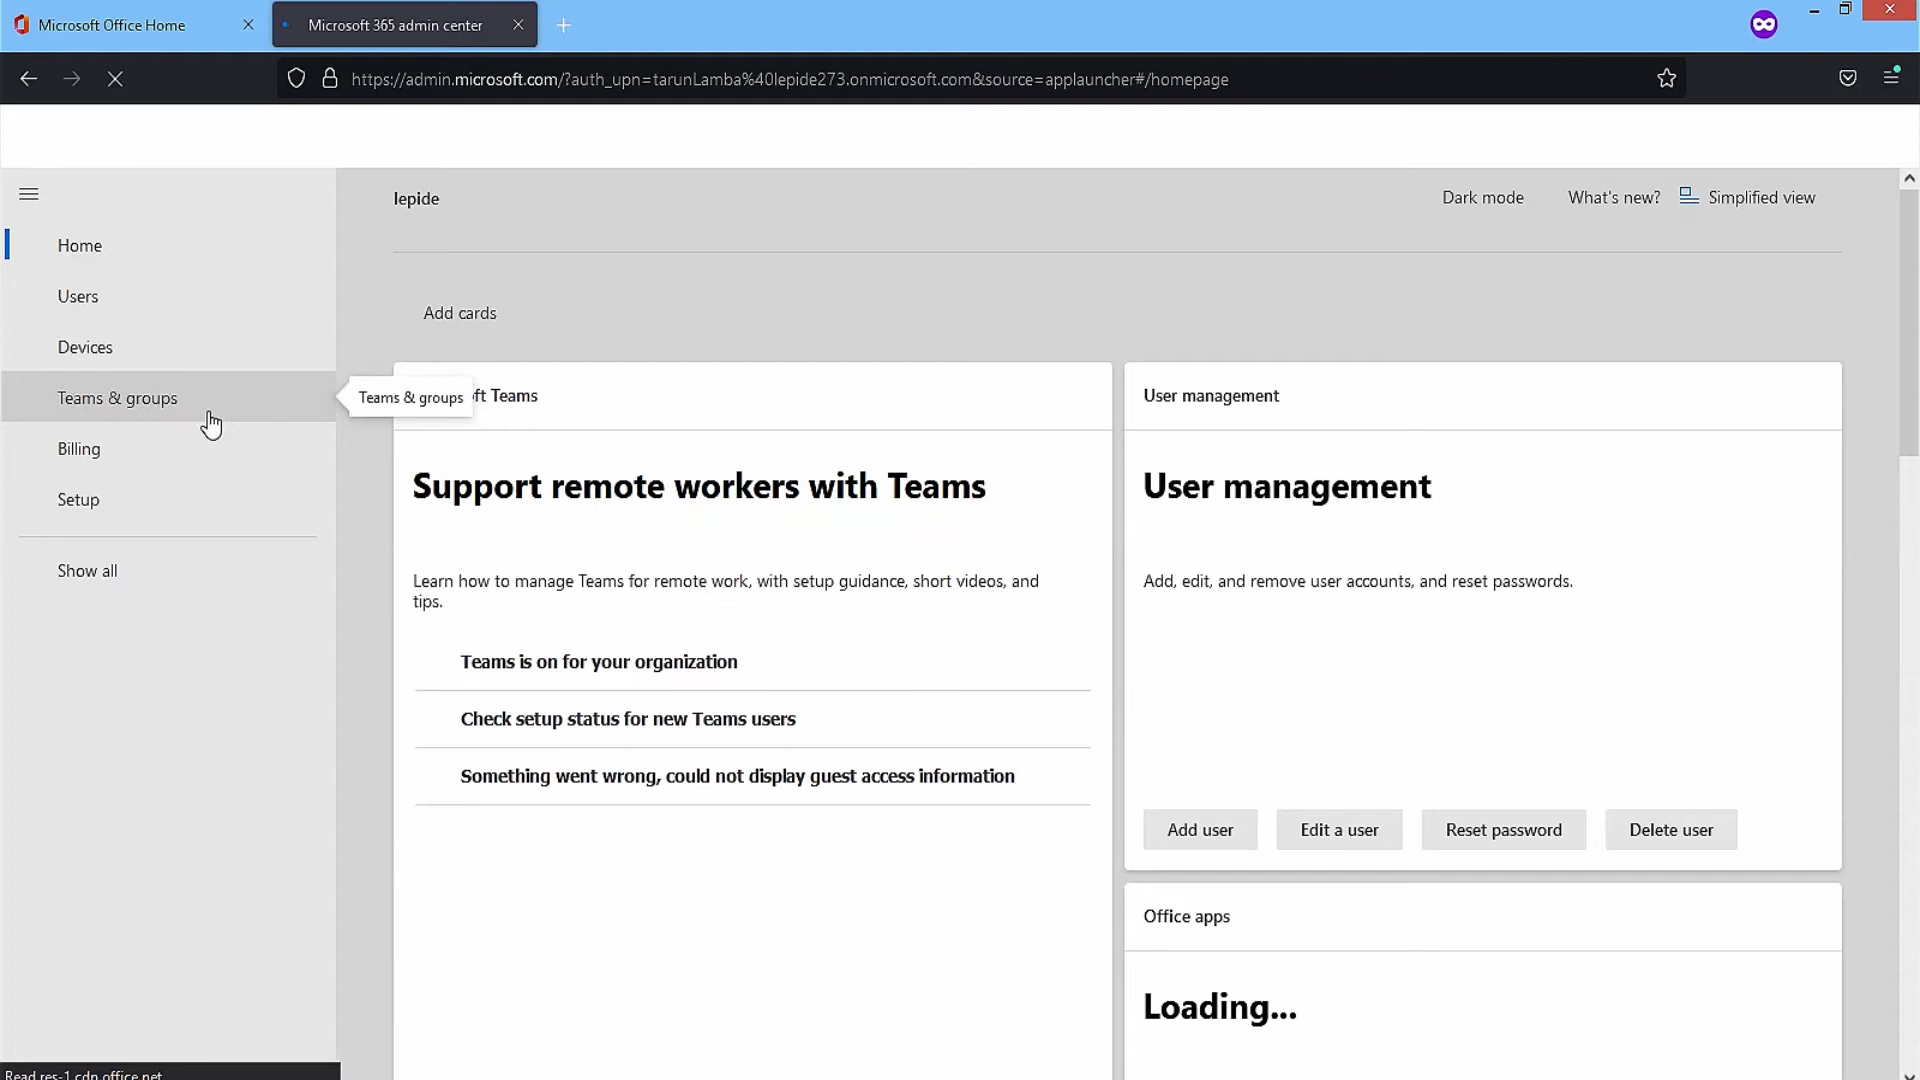 Microsoft Office Home
Microsoft 365 admin center
https://admin.microsoft.com/?auth_upn=tarunLamba%40lepide273.onmicrosoft.com&source=applauncher#/homepage
lepide
Dark mode
What's new?
Simplified view
Home
Users
Devices
Teams & groups
Billing
Setup
Show all
Add cards
Teams & groups
ft Teams
Support remote workers with Teams
Learn how to manage Teams for remote work, with setup guidance, short videos, and
tips.
Teams is on for your organization
Check setup status for new Teams users
Something went wrong, could not display guest access information
User management
User management
Add, edit, and remove user accounts, and reset passwords.
Add user
Edit a user
Reset password
Delete user
Office apps
Loading...
Read res-1.cdn.office.net